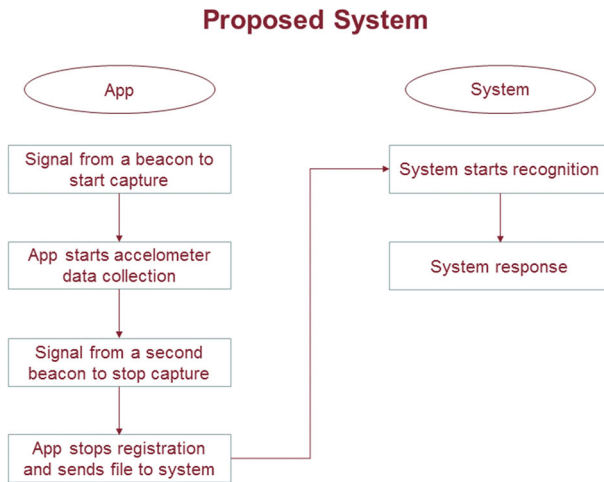 Proposed System
App
System
Signal from a beacon to
start capture
System starts recognition
App starts accelometer
data collection
System response
Signal from a second
beacon to stop capture
App stops registration
and sends file to system